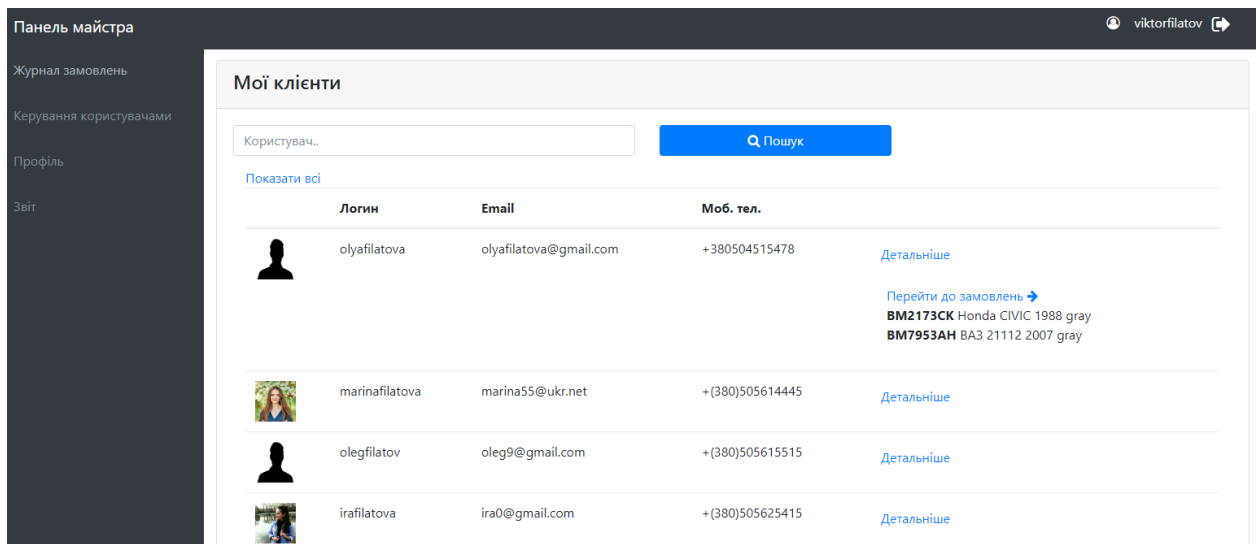 Панель майстра
viktorfilatov
Журнал замовлень
Керування користувачами
Профіль
Звіт
Мої клієнти
Користувач..
Пошук
Показати всі
Логин Email Моб. тел.
olyafilatova olyafilatova@gmail.com +380504515478 Детальніше
Перейти до замовлень
BM2173CK Honda CIVIC 1988 gray
BM7953AH ВАЗ 21112 2007 gray
marinafilatova marina55@ukr.net +(380)505614445 Детальніше
olegfilatov oleg9@gmail.com +(380)505615515 Детальніше
irafilatova ira0@gmail.com +(380)505625415 Детальніше